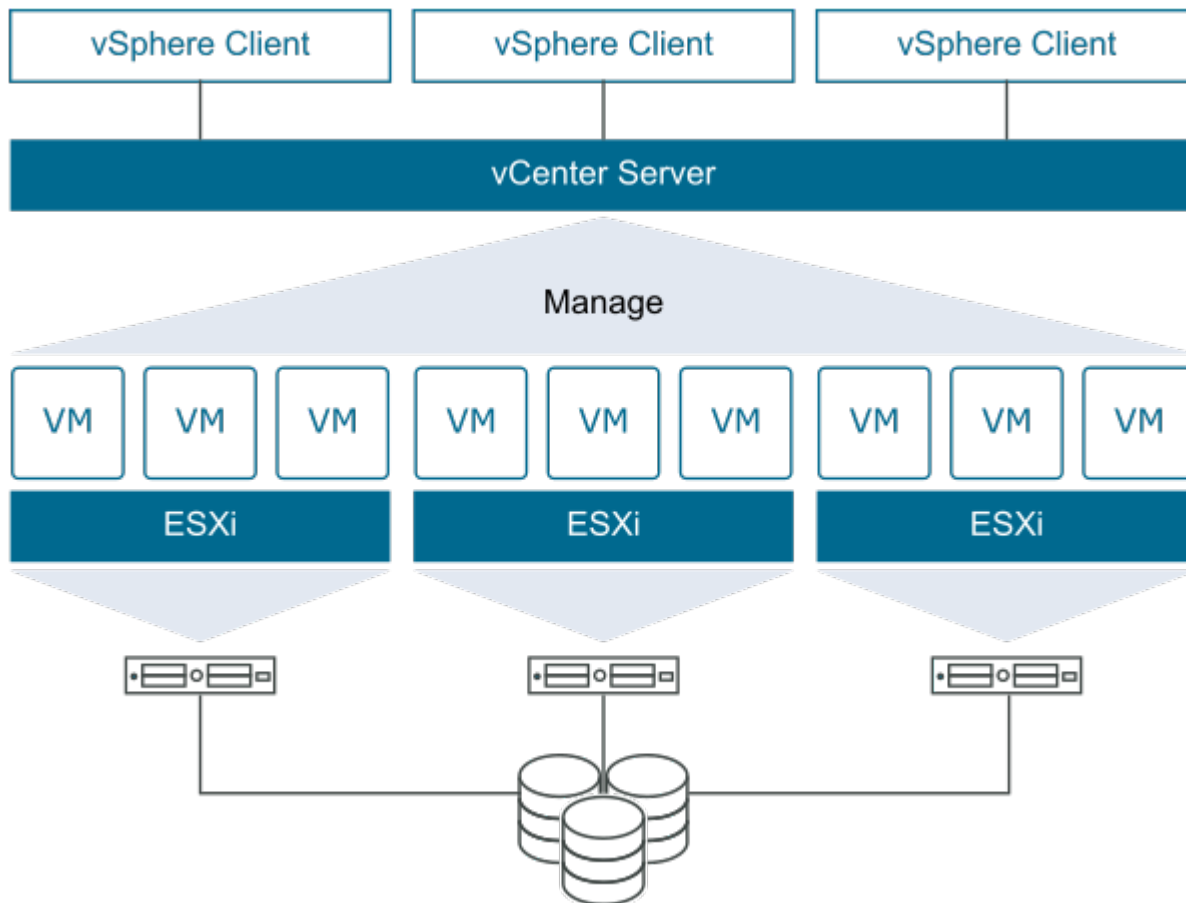 vSphere Client
vSphere Client
vSphere Client
vCenter Server
Manage
VM
VM
VM
VM
VM
VM
VM
VM
VM
ESXi
ESXi
ESXi